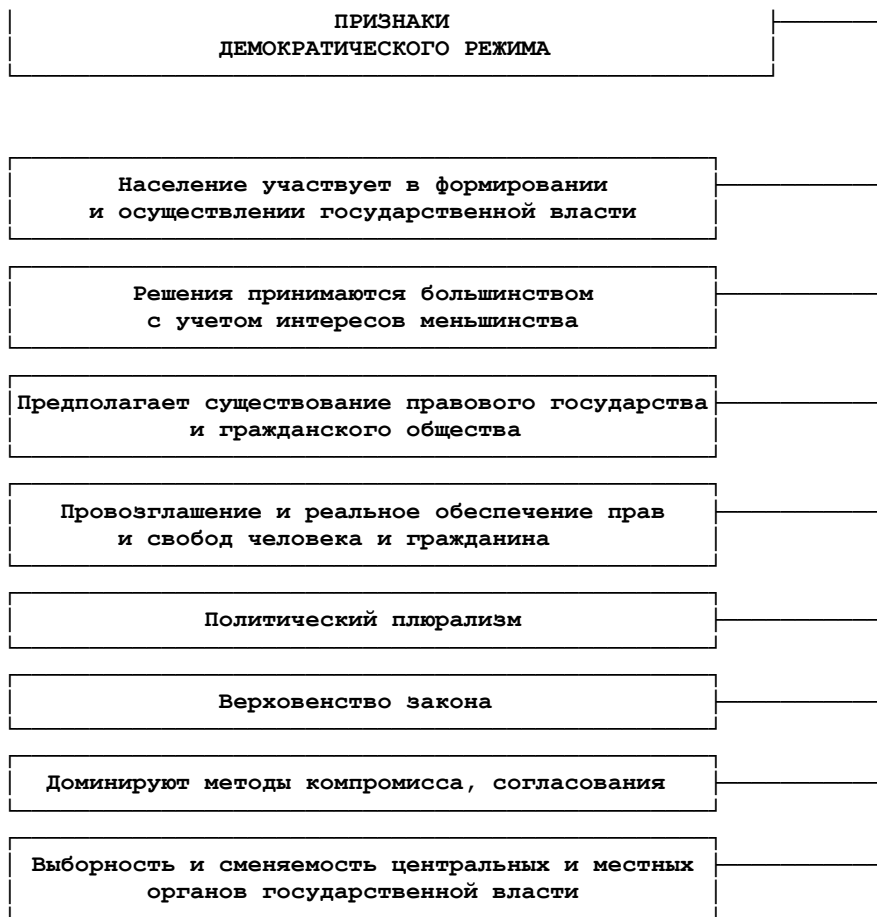 ПРИЗНАКИ
ДЕМОКРАТИЧЕСКОГО РЕЖИМА
Население участвует в формировании
и осуществлении государственной власти
Решения принимаются большинством
с учетом интересов меньшинства
Предполагает существование правового государства
и гражданского общества
Провозглашение и реальное обеспечение прав
и свобод человека и гражданина
Политический плюрализм
Верховенство закона
Доминируют методы компромисса, согласования
Выборность и сменяемость центральных и местных
органов государственной власти